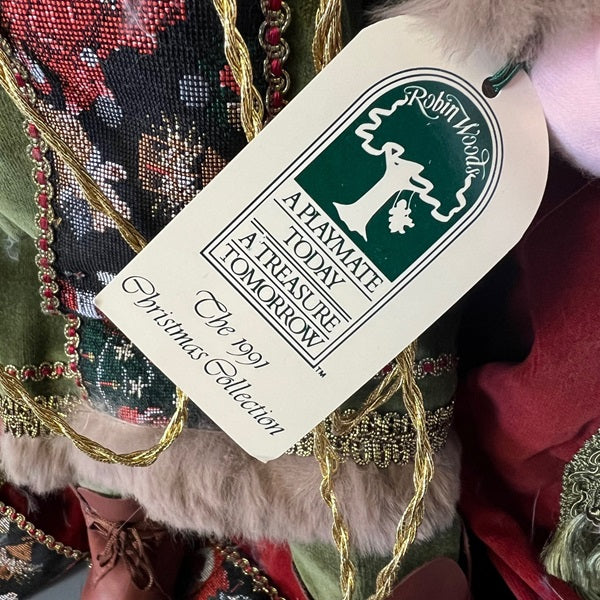 Robin Woods
A PLAYMATE
TODAY
A TREASURE
TOMORROW
™
The 1991
Christmas Collection